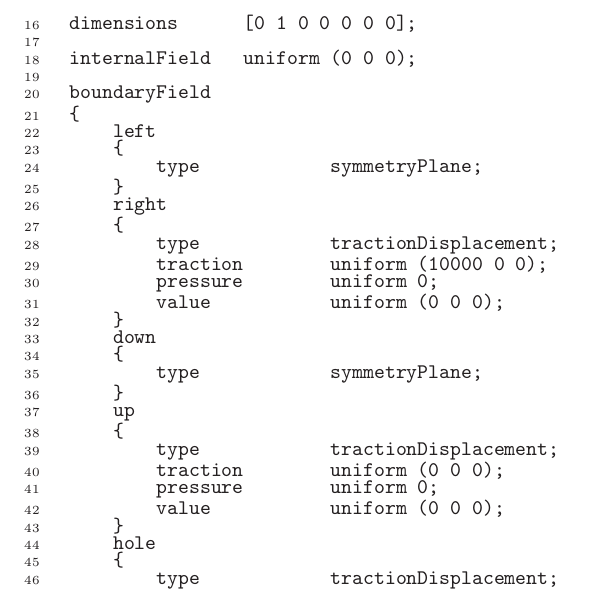 16 dimensions [0 1 0 0 0 0 0];
17
18 internalField uniform (0 0 0);
19
20 boundaryField
21 {
22 left
23 {
24 type symmetryPlane;
25 }
26 right
27 {
28 type tractionDisplacement;
29 traction uniform (10000 0 0);
30 pressure uniform 0;
31 value uniform (0 0 0);
32 }
33 down
34 {
35 type symmetryPlane;
36 }
37 up
38 {
39 type tractionDisplacement;
40 traction uniform (0 0 0);
41 pressure uniform 0;
42 value uniform (0 0 0);
43 }
44 hole
45 {
46 type tractionDisplacement;